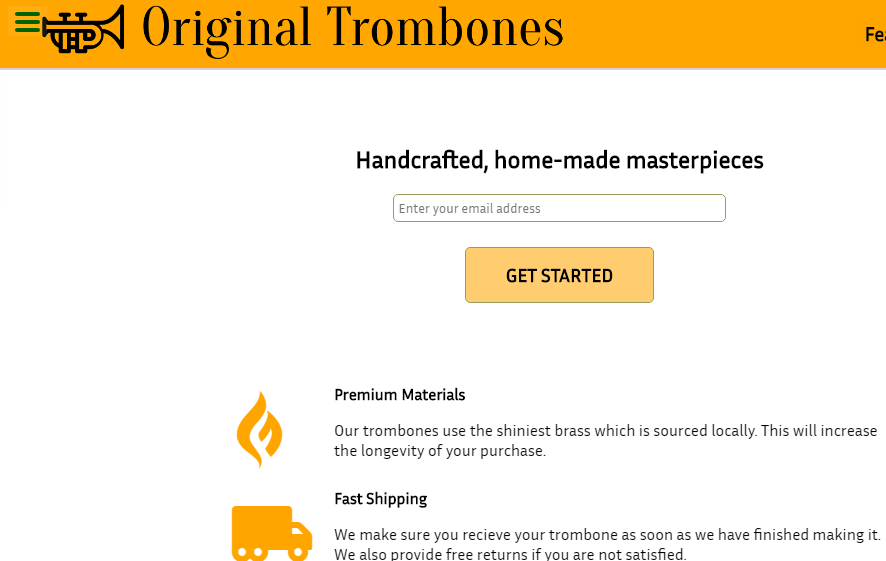 Original Trombones
Fea
Handcrafted, home-made masterpieces
Enter your email address
GET STARTED
Premium Materials
Our trombones use the shiniest brass which is sourced locally. This will increase
the longevity of your purchase.
Fast Shipping
We make sure you recieve your trombone as soon as we have finished making it.
We also provide free returns if you are not satisfied.